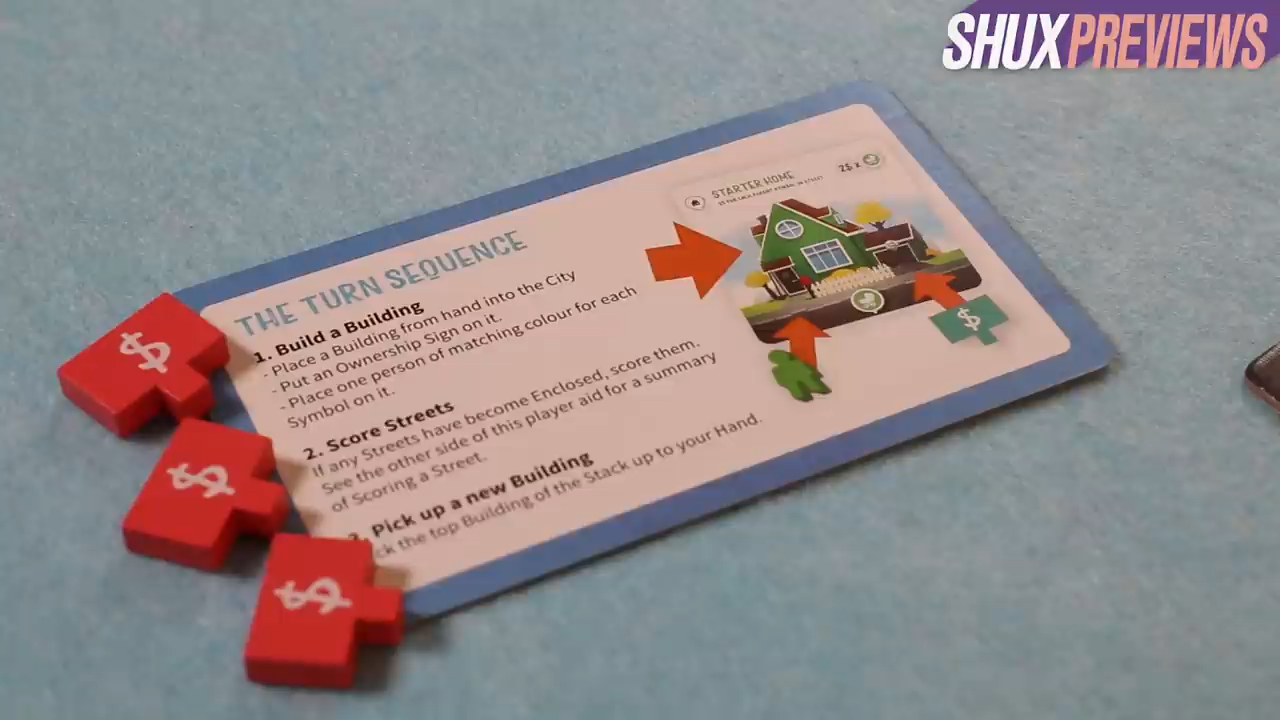 SHUX PREVIEWS
STARTER HOME
2$ x
THE TURN SEQUENCE
1. Build a Building
- Place a Building from hand into the City
- Put an Ownership Sign on it.
- Place one person of matching colour for each
Symbol on it.
2. Score Streets
If any Streets have become Enclosed, score them.
See the other side of this player aid for a summary
of Scoring a Street.
Pick up a new Building
the top Building of the Stack up to your Hand.
$
$
$
$